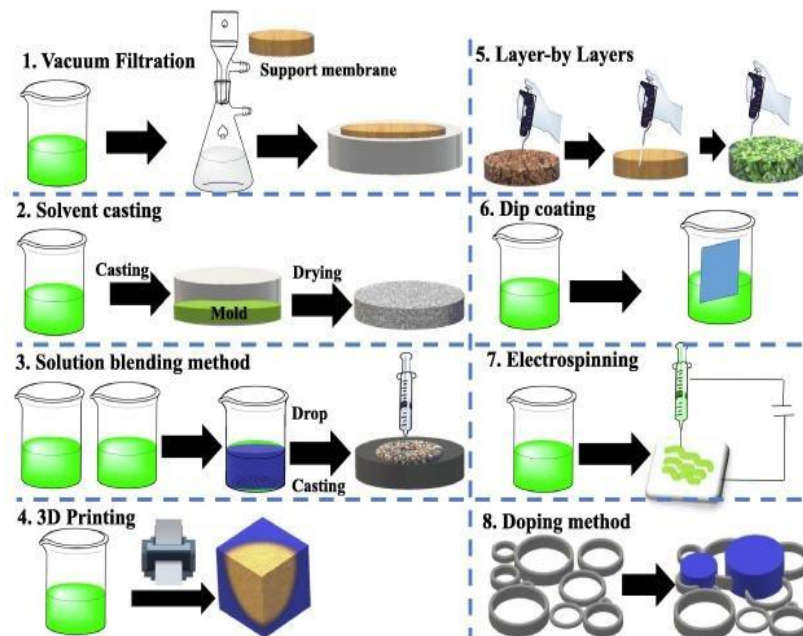 1. Vacuum Filtration
Support membrane
2. Solvent casting
Casting
Drying
Mold
3. Solution blending method
Drop
Casting
4. 3D Printing
5. Layer-by Layers
6. Dip coating
7. Electrospinning
8. Doping method